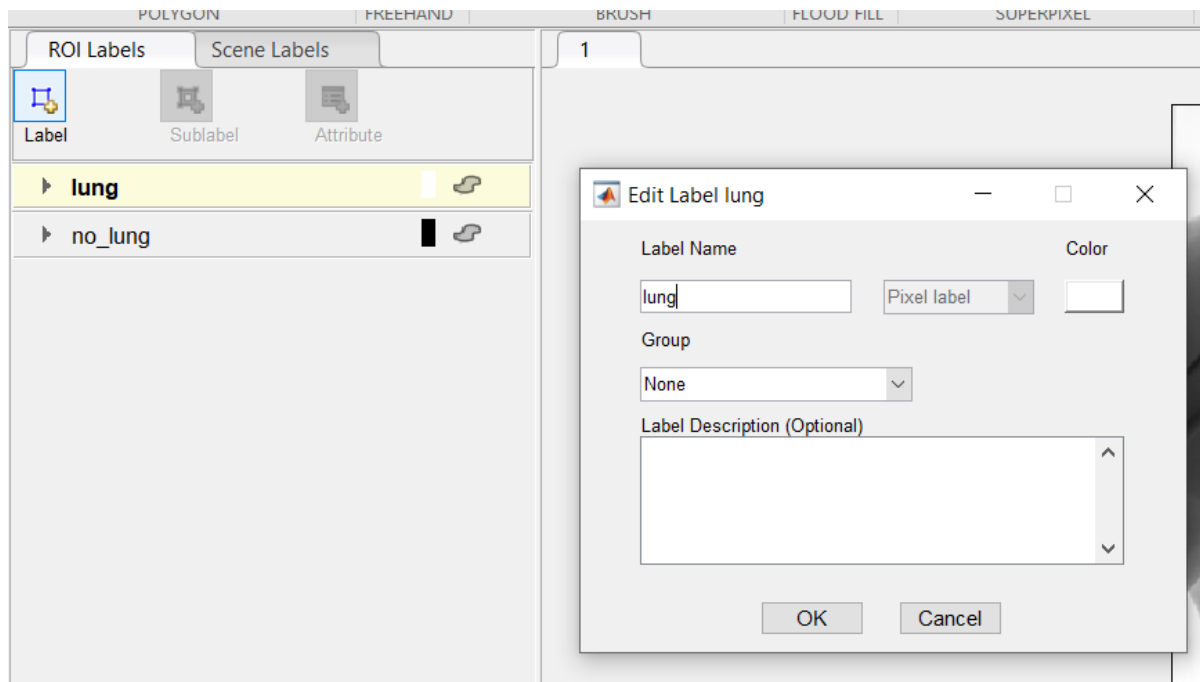 POLYGON FREEHAND BRUSH FLOOD FILL SUPERPIXEL
ROI Labels Scene Labels
1
Label Sublabel Attribute
lung
no_lung
Edit Label lung
Label Name Color
lung Pixel label
Group
None
Label Description (Optional)
OK Cancel